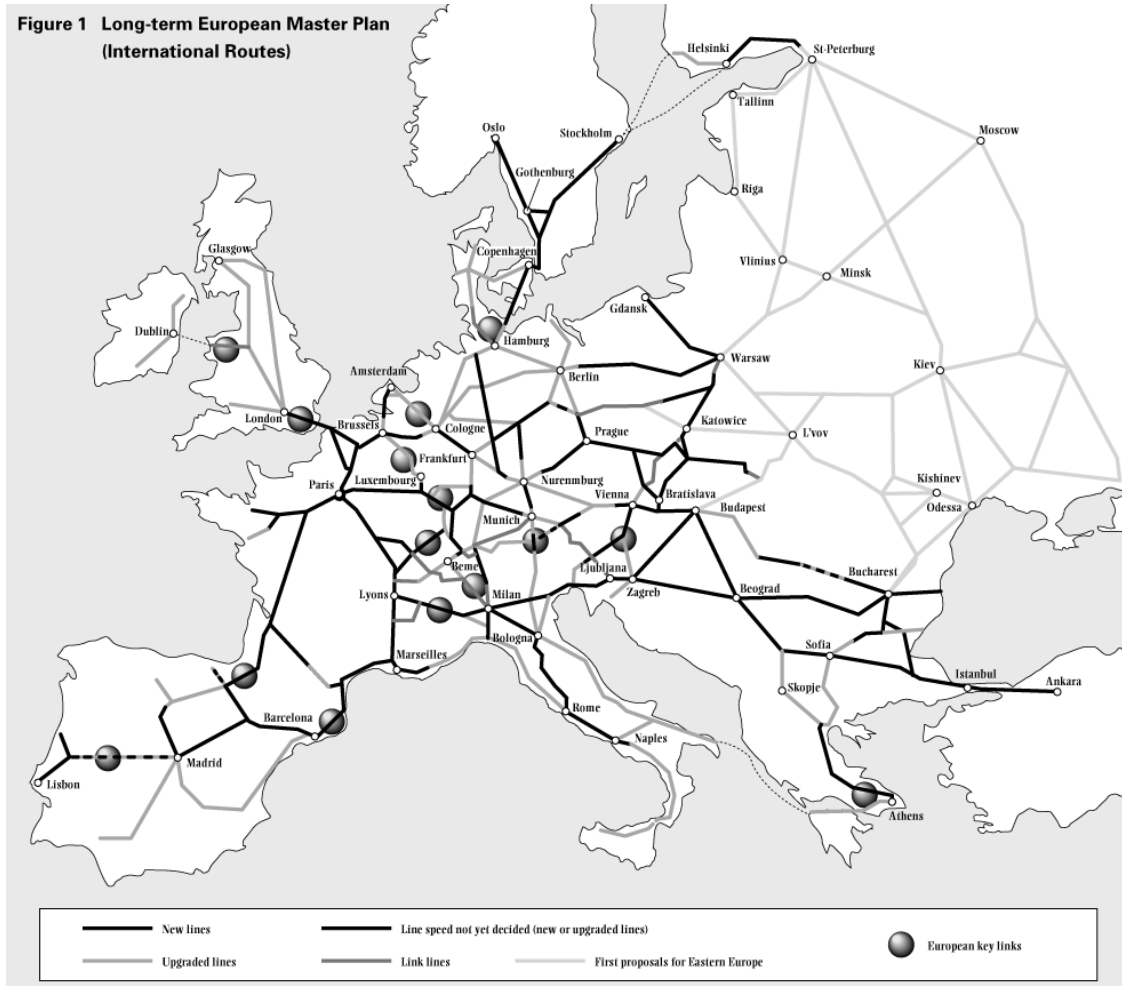 Figure 1 Long-term European Master Plan
(International Routes)
Helsinki
St-Peterburg
Tallinn
Oslo
Stockholm
Moscow
Gothenburg
Riga
Glasgow
Copenhagen
Vlinius
Minsk
Gdansk
Dublin
Hamburg
Warsaw
Kiev
Amsterdam
Berlin
London
Brussels
Cologne
Katowice
L'vov
Prague
Frankfurt
Luxembourg
Nurenmburg
Paris
Vienna
Bratislava
Kishinev
Odessa
Munich
Budapest
Beme
Ljubljana
Bucharest
Lyons
Milan
Zagreb
Beograd
Bologna
Sofia
Marseilles
Istanbul
Ankara
Skopje
Barcelona
Rome
Naples
Madrid
Lisbon
Athens
New lines
Line speed not yet decided (new or upgraded lines)
European key links
Upgraded lines
Link lines
First proposals for Eastern Europe